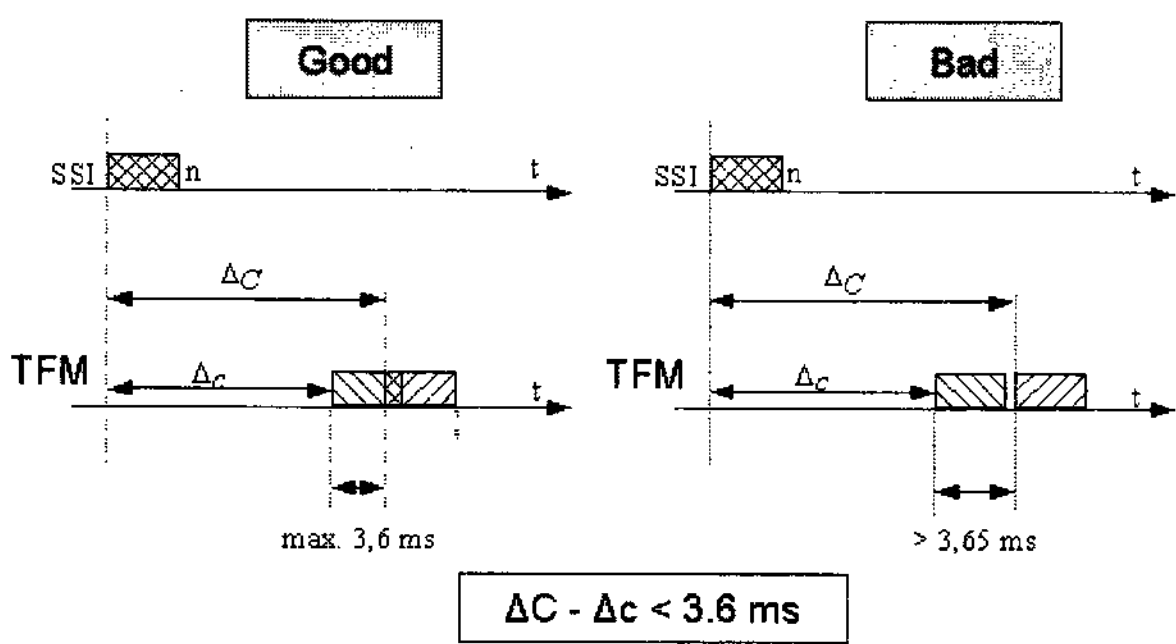 Good
SSI
n
t
ΔC
TFM
Δc
t
max. 3,6 ms
Bad
SSI
n
t
ΔC
TFM
Δc
t
> 3,65 ms
ΔC - Δc < 3.6 ms